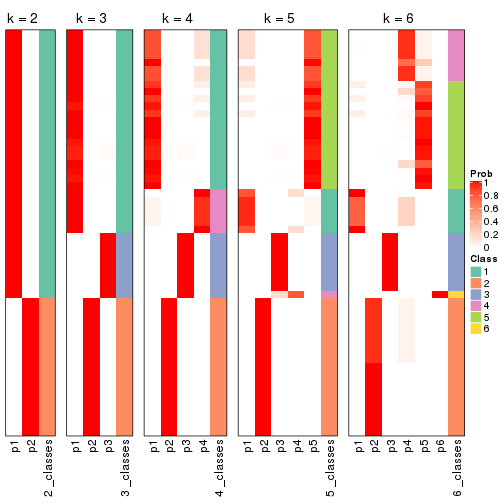 k = 2
k = 3
k = 4
k = 5
k = 6
p1
p2
2_classes
p1
p2
p3
3_classes
p1
p2
p3
p4
4_classes
p1
p2
p3
p4
p5
5_classes
p1
p2
p3
p4
p5
p6
6_classes
Prob
1
0.8
0.6
0.4
0.2
0
Class
1
2
3
4
5
6